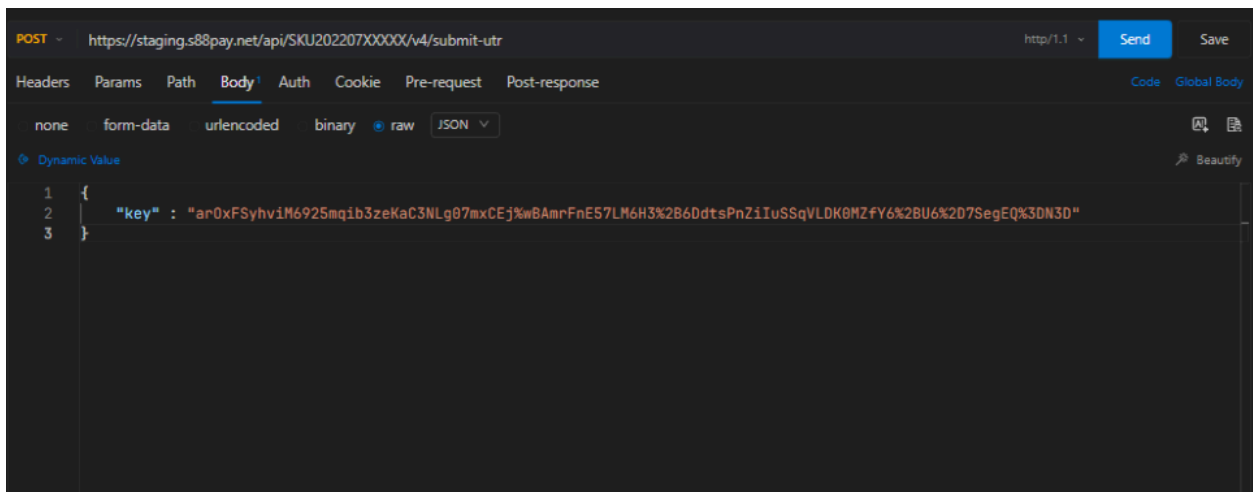 POST https://staging.s88pay.net/api/SKU202207XXXXX/v4/submit-utr http/1.1 Send Save
Headers Params Path Body1 Auth Cookie Pre-request Post-response Code Global Body
none form-data urlencoded binary raw JSON
Dynamic Value Beautify
1 {
2 "key" : "arOxFSyhviM6925mqib3zeKaC3NLg07mxCEj%wBAmrFnE57LM6H3%2B6DdtsPnZiIuSSqVLDK0MZfY6%2BU6%2D7SegEQ%3DN3D"
3 }